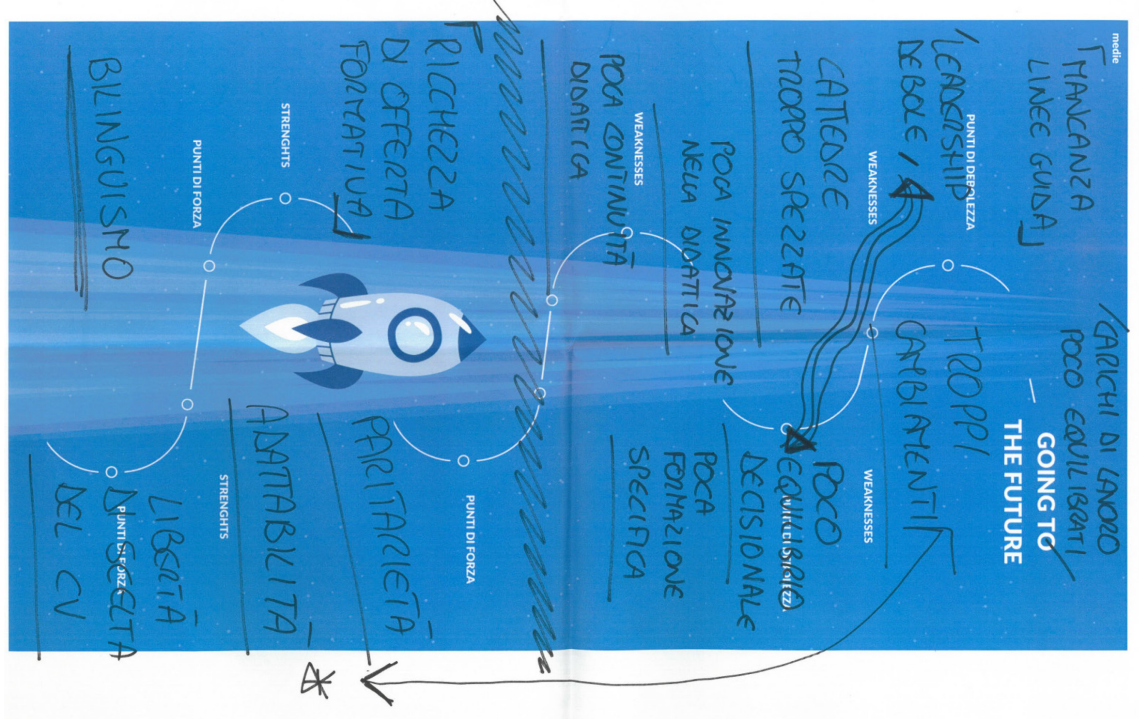 medie
「MANCANZA
LINEE GUIDA」
/CARICHI DI LAVORO
POCO EQUILIBRATI/
GOING TO
THE FUTURE
PUNTI DI DEBOLEZZA
/LEADERSHIP
DEBOLE/
TROPPI
CAMBIAMENTI
WEAKNESSES
WEAKNESSES
CATTEDRE
TROPPO SPEZZATE
POCO
EQUILIBRIO
DECISIONALE
POCA INNOVAZIONE
NELLA DIDATTICA
POCA
FORMAZIONE
SPECIFICA
WEAKNESSES
POCA CONTINUITÀ
DIDATTICA
「RICCHEZZA
DI OFFERTA
FORMATIVA」
PUNTI DI FORZA
PARITARIETÀ
STRENGHTS
ADATTABILITÀ
*
STRENGHTS
PUNTI DI FORZA
BILINGUISMO
LIBERTÀ
DI SCELTA
DEL CV
PUNTI DI FORZA